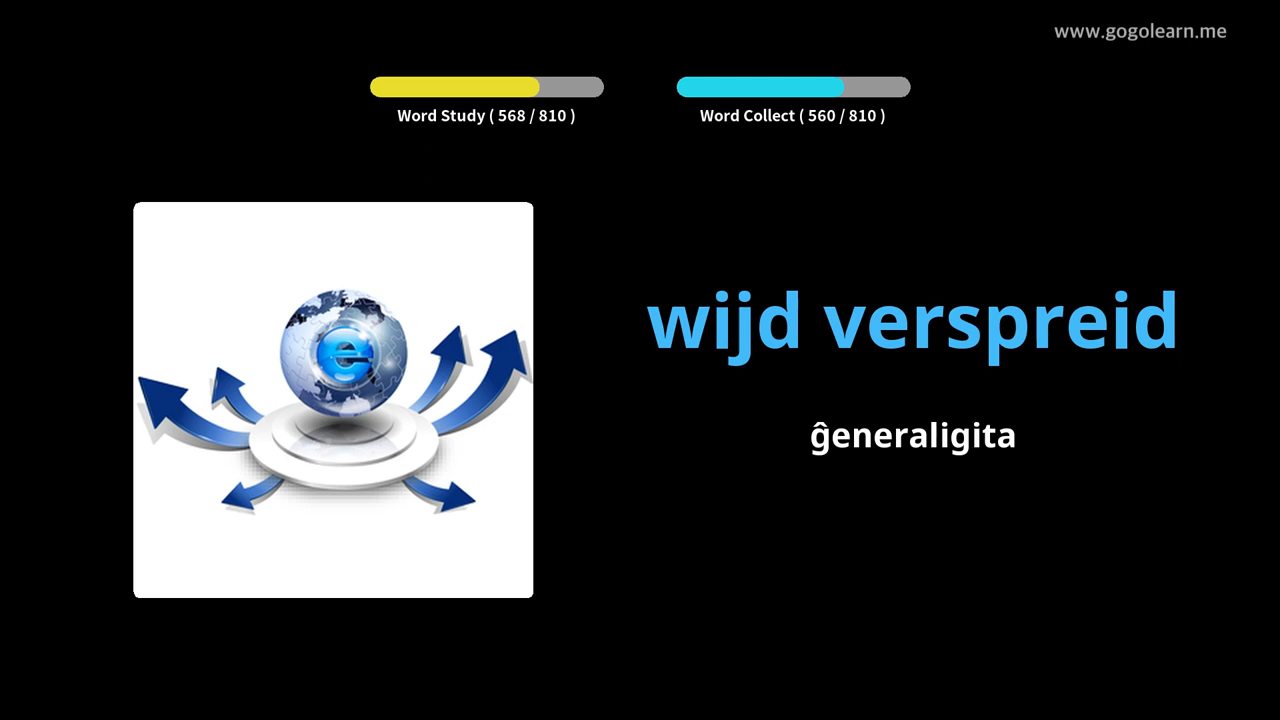 www.gogolearn.me
Word Study ( 568 / 810 )
Word Collect ( 560 / 810 )
wijd verspreid
ĝeneraligita
e